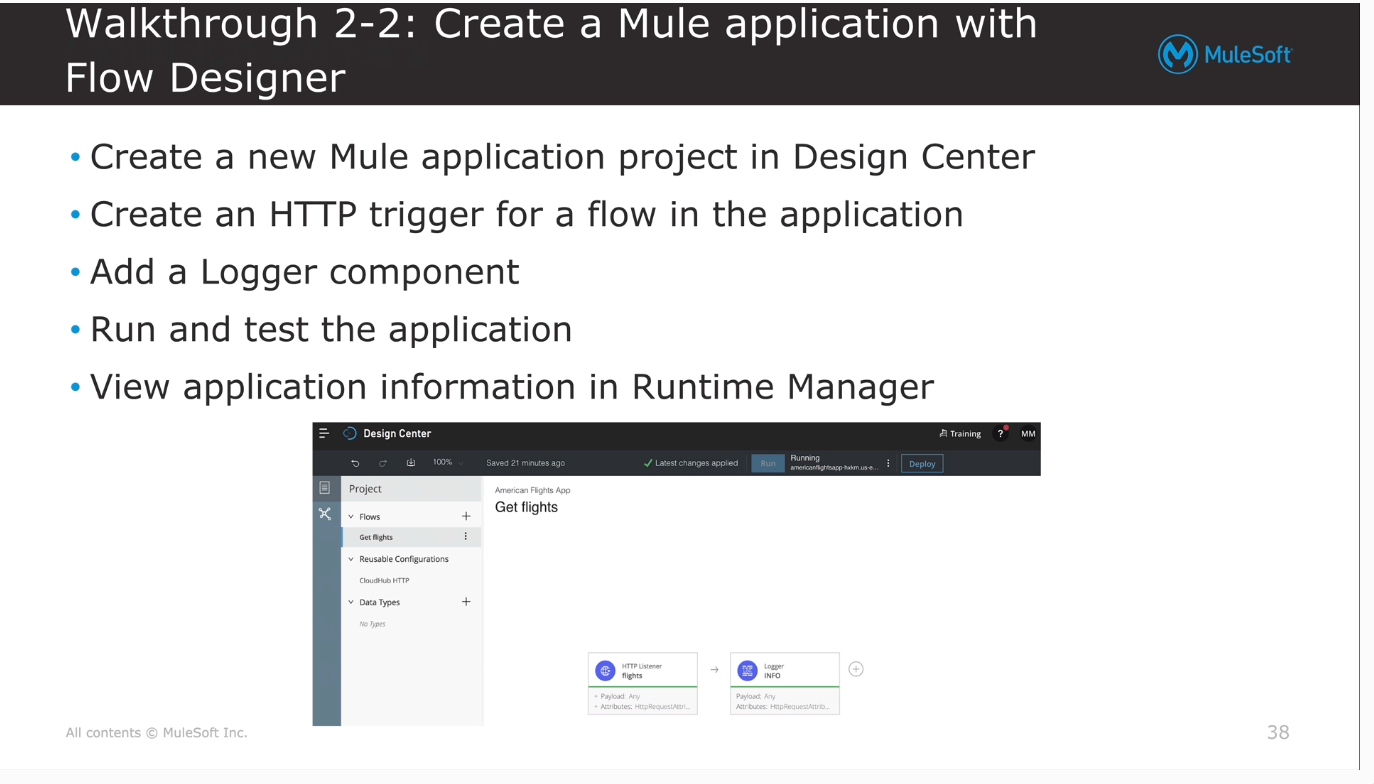 Walkthrough 2-2: Create a Mule application with
Flow Designer
MuleSoft
• Create a new Mule application project in Design Center
• Create an HTTP trigger for a flow in the application
• Add a Logger component
• Run and test the application
• View application information in Runtime Manager
Design Center
Training ? MM
100% Saved 21 minutes ago Latest changes applied Run Running Deploy
americanflightsapp-hxkm.us-e...
Project
American Flights App
Get flights
Flows
Get flights
Reusable Configurations
CloudHub HTTP
Data Types
No Types
HTTP Listener
flights
Payload: Any
Attributes: HttpRequestAttri...
Logger
INFO
Payload: Any
Attributes: HttpRequestAttrib...
All contents © MuleSoft Inc.
38